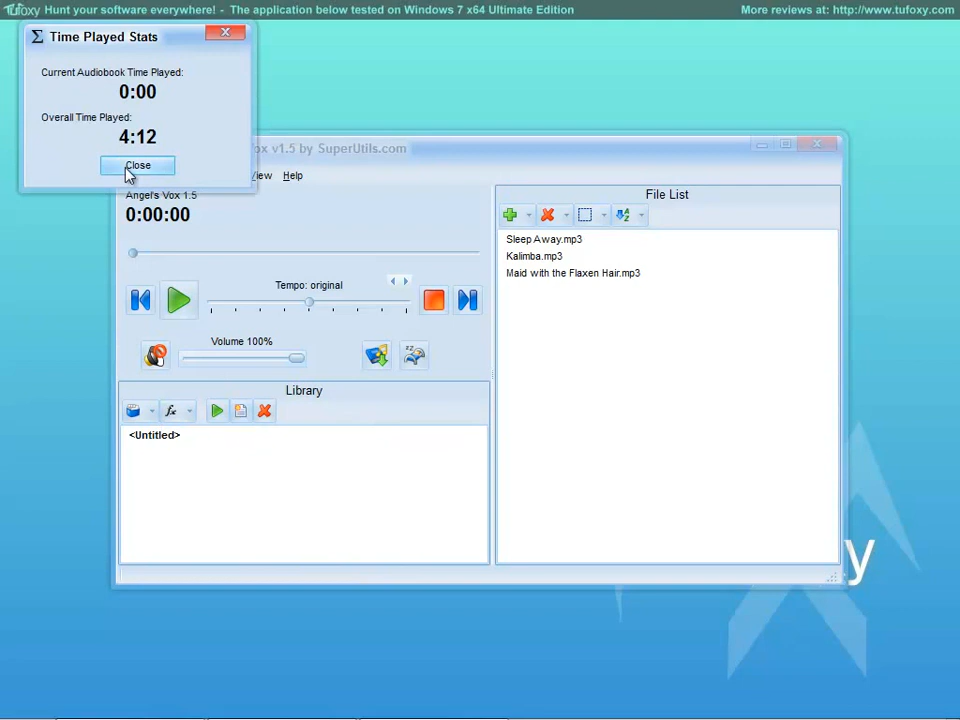 Tufoxy Hunt your software everywhere! - The application below tested on Windows 7 x64 Ultimate Edition
More reviews at: http://www.tufoxy.com
Σ Time Played Stats
Current Audiobook Time Played:
0:00
Overall Time Played:
4:12
Close
ox v1.5 by SuperUtils.com
View Help
Angel's Vox 1.5
0:00:00
Tempo: original
Volume 100%
zz
Library
fx
<Untitled>
File List
A Z
Sleep Away.mp3
Kalimba.mp3
Maid with the Flaxen Hair.mp3
y